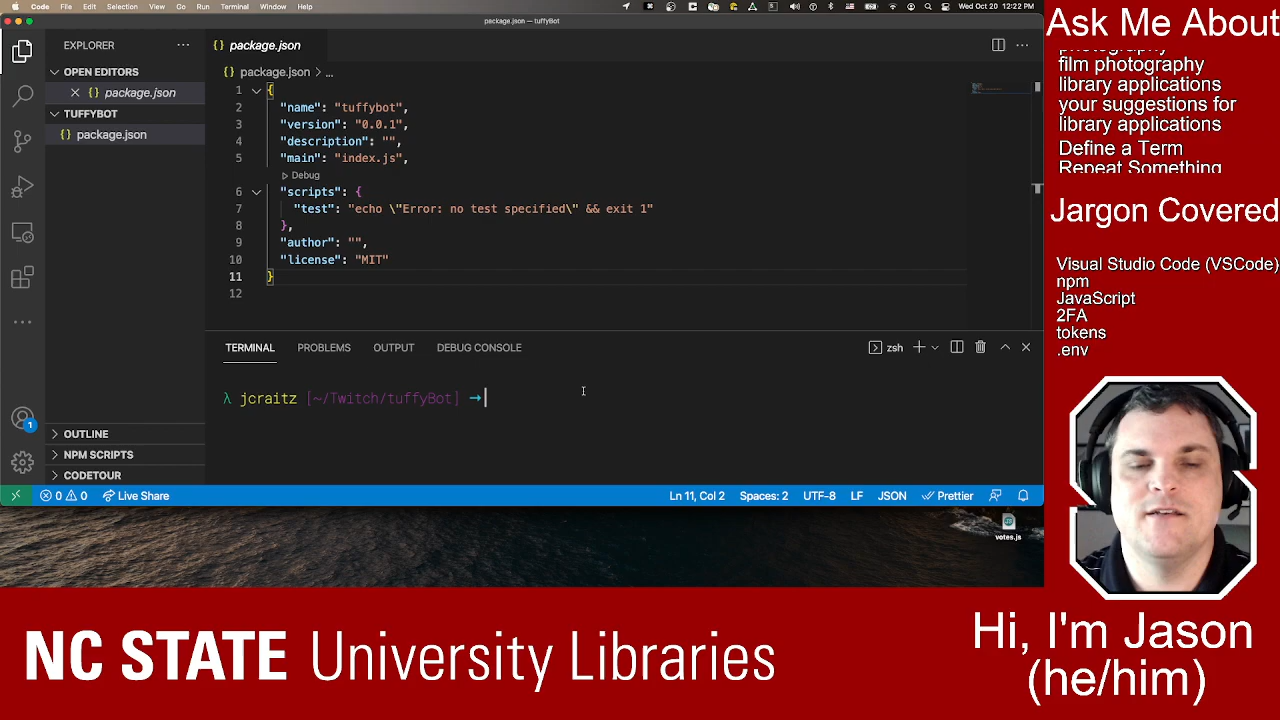 Code File Edit Selection View Go Run Terminal Window Help
Wed Oct 20 12:22 PM
package.json — tuffyBot
EXPLORER
OPEN EDITORS
package.json
TUFFYBOT
{} package.json
OUTLINE
NPM SCRIPTS
CODETOUR
1
{} package.json
{} package.json > ...
1 {
2 "name": "tuffybot",
3 "version": "0.0.1",
4 "description": "",
5 "main": "index.js",
Debug
6 "scripts": {
7 "test": "echo \"Error: no test specified\" && exit 1"
8 },
9 "author": "",
10 "license": "MIT"
11 }
12
TERMINAL PROBLEMS OUTPUT DEBUG CONSOLE
zsh
λ jcraitz [~/Twitch/tuffyBot] →
0 0 Live Share
Ln 11, Col 2 Spaces: 2 UTF-8 LF JSON Prettier
votes.js
Ask Me About
photography
film photography
library applications
your suggestions for
library applications
Define a Term
Repeat Something
Jargon Covered
Visual Studio Code (VSCode)
npm
JavaScript
2FA
tokens
.env
NC STATE University Libraries
Hi, I'm Jason
(he/him)